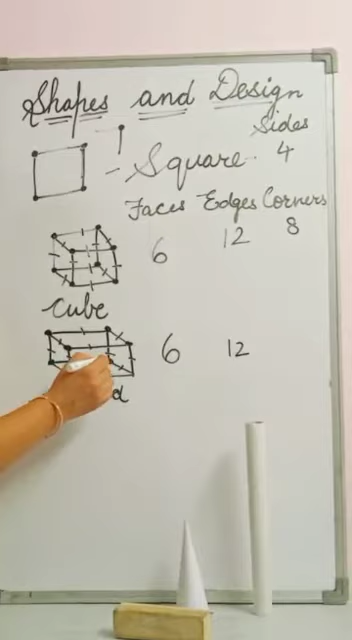 Shapes and Design
Sides
Square 4
Faces Edges Corners
6 12 8
Cube
6 12